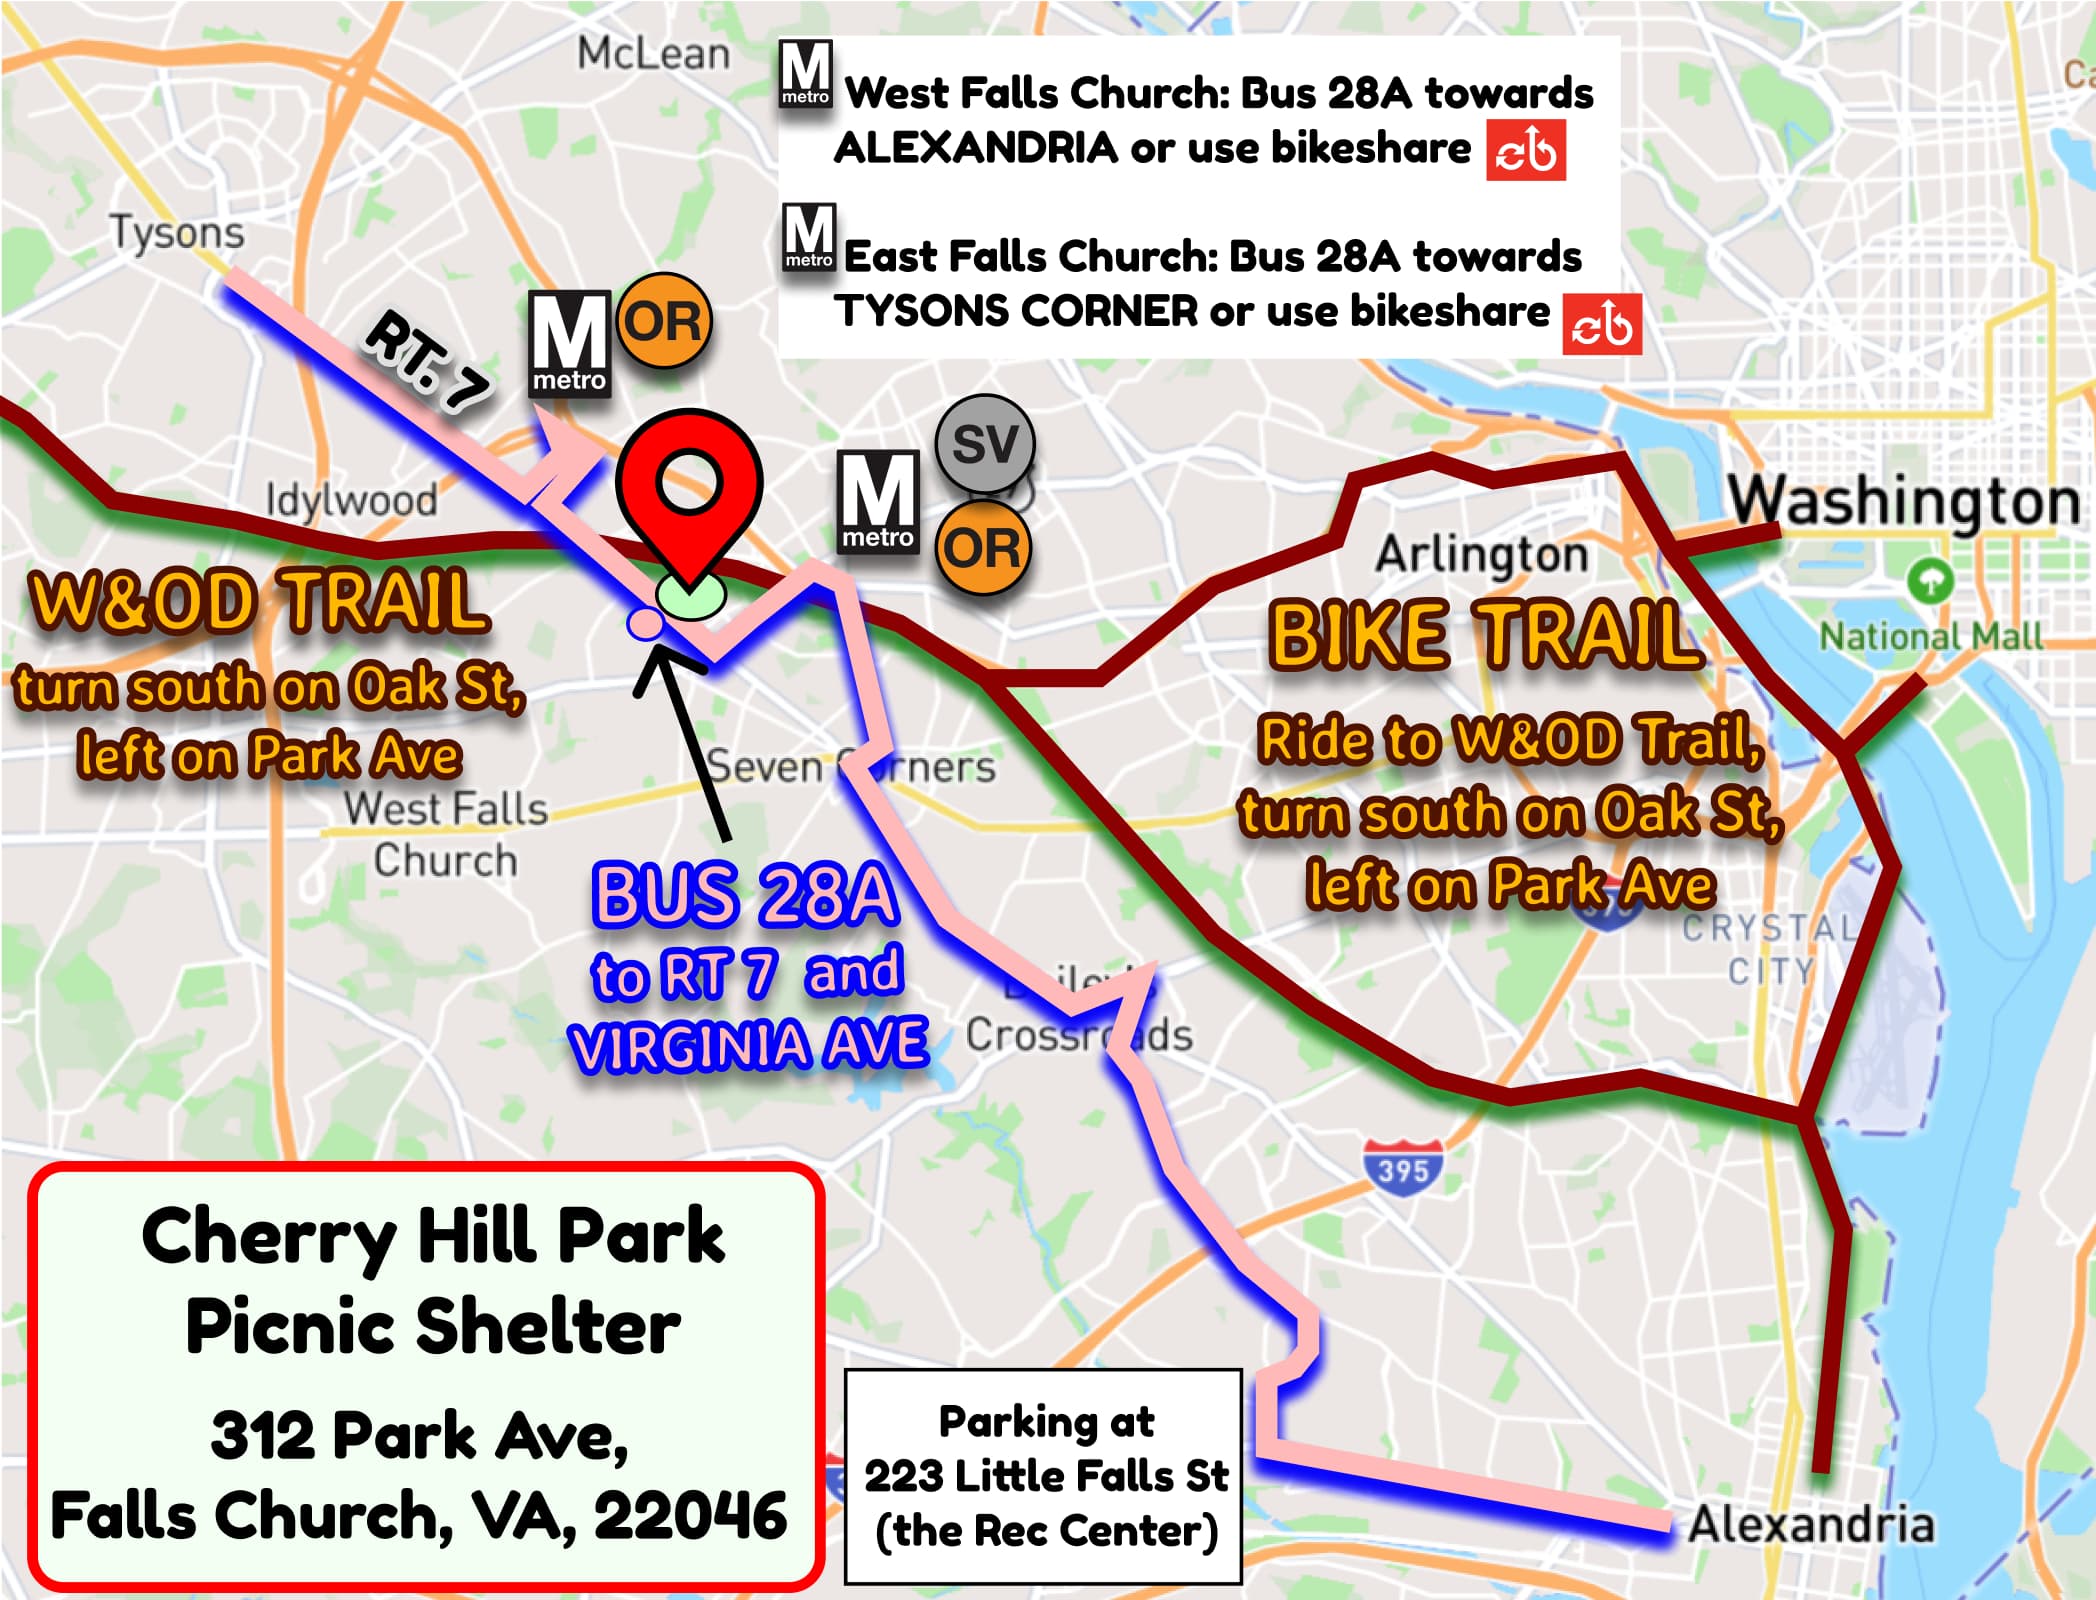 McLean
M
metro
West Falls Church: Bus 28A towards
ALEXANDRIA or use bikeshare
cb
M
metro
East Falls Church: Bus 28A towards
TYSONS CORNER or use bikeshare
cb
Tysons
RT. 7
M
metro
OR
M
metro
SV
OR
Idylwood
Washington
Arlington
National Mall
W&OD TRAIL
turn south on Oak St,
left on Park Ave
BIKE TRAIL
Ride to W&OD Trail,
turn south on Oak St,
left on Park Ave
Seven
West Falls
Church
BUS 28A
to RT 7 and
VIRGINIA AVE
CRYSTAL
CITY
395
Cherry Hill Park
Picnic Shelter
312 Park Ave,
Falls Church, VA, 22046
Parking at
223 Little Falls St
(the Rec Center)
Alexandria